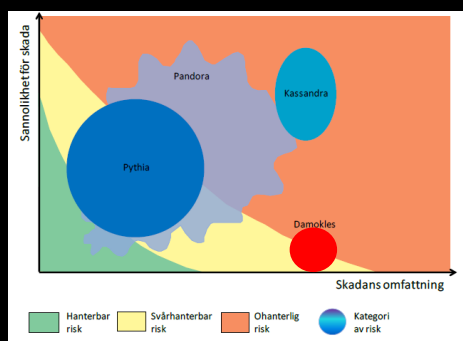 Sannolikhet för skada
Pandora
Kassandra
Pythia
Damokles
Skadans omfattning
Hanterbar
risk
Svårhanterbar
risk
Ohanterlig
risk
Kategori
av risk